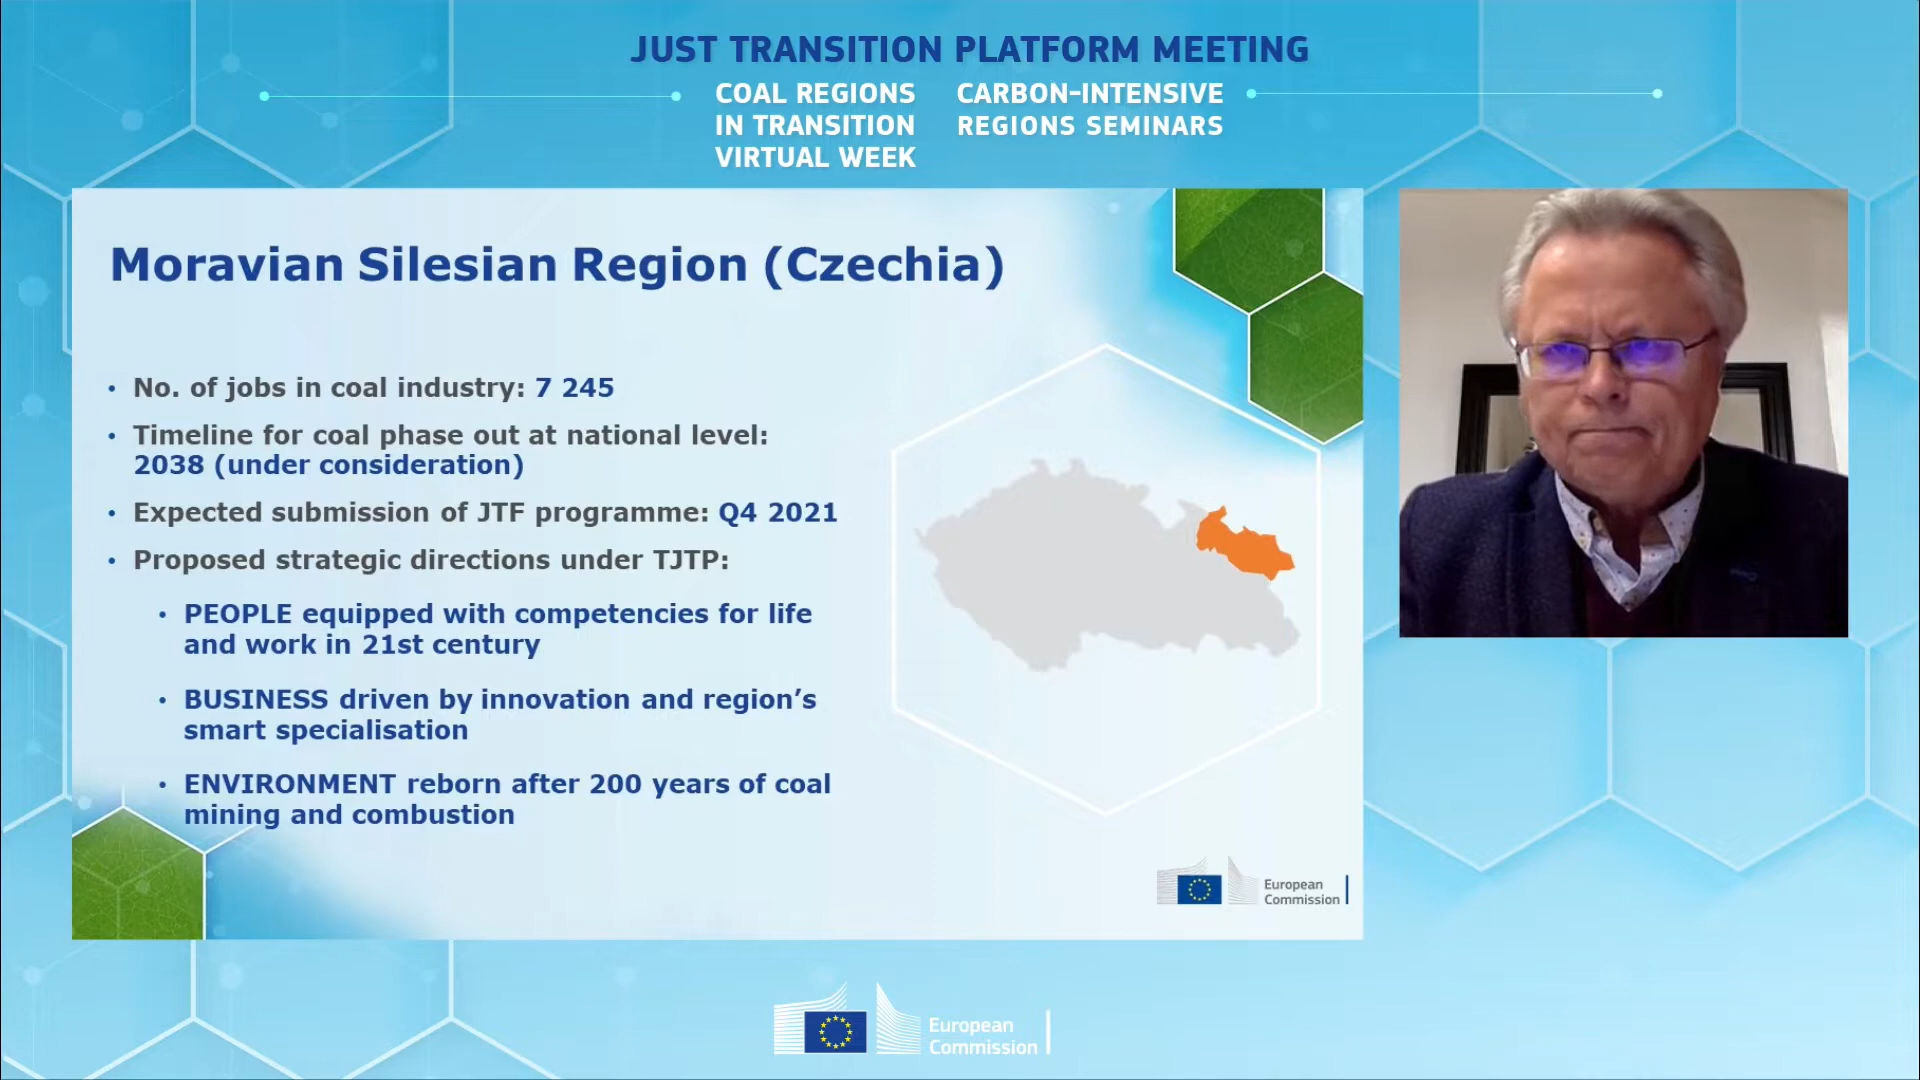 JUST TRANSITION PLATFORM MEETING
COAL REGIONS
IN TRANSITION
VIRTUAL WEEK
CARBON-INTENSIVE
REGIONS SEMINARS
Moravian Silesian Region (Czechia)
• No. of jobs in coal industry: 7 245
• Timeline for coal phase out at national level:
2038 (under consideration)
• Expected submission of JTF programme: Q4 2021
• Proposed strategic directions under TJTP:
• PEOPLE equipped with competencies for life
and work in 21st century
• BUSINESS driven by innovation and region’s
smart specialisation
• ENVIRONMENT reborn after 200 years of coal
mining and combustion
European
Commission
European
Commission